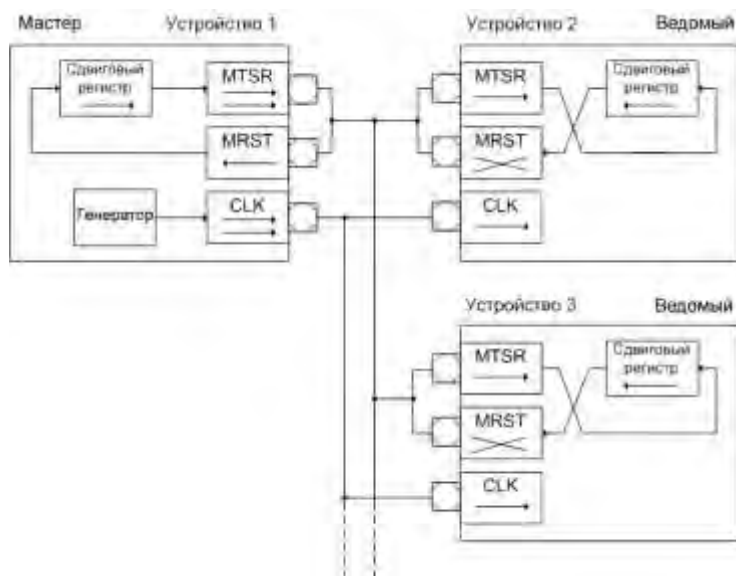 Мастер
Устройство 1
Сдвиговый
регистр
MTSR
MRST
Генератор
CLK
Устройство 2
Ведомый
MTSR
Сдвиговый
регистр
MRST
CLK
Устройство 3
Ведомый
MTSR
Сдвиговый
регистр
MRST
CLK